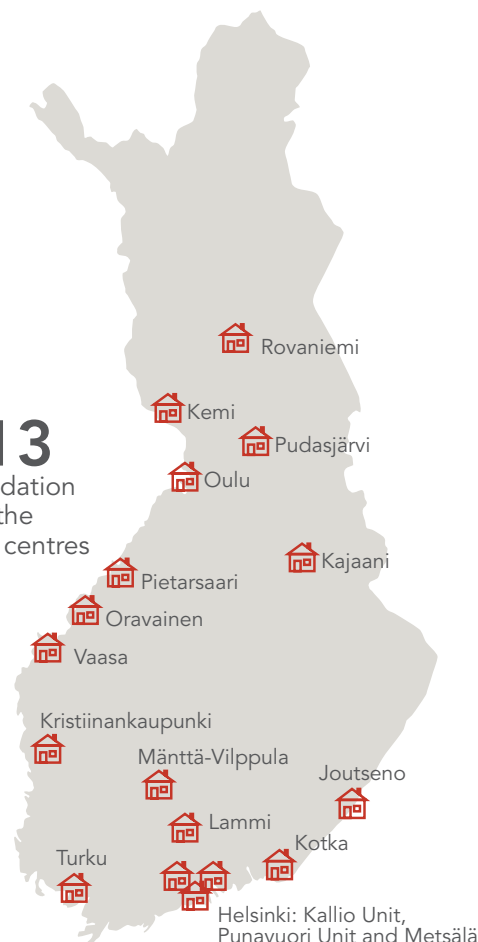 Rovaniemi
Kemi
Pudasjärvi
13
dation
Oulu
the
centres
Kajaani
Pietarsaari
Oravainen
Vaasa
Kristiinankaupunki
Mänttä-Vilppula
Joutseno
Lammi
Kotka
Turku
Helsinki: Kallio Unit,
Punavuori Unit and Metsälä